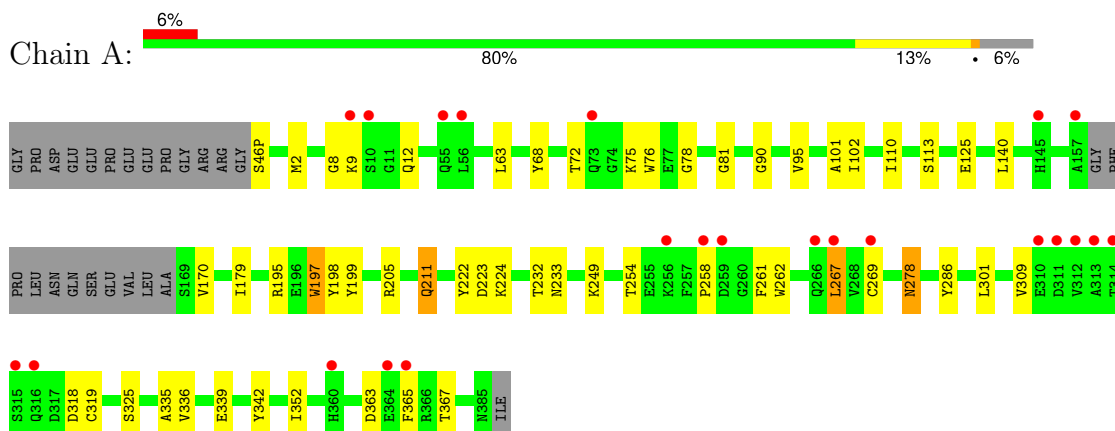 6%
Chain A:
80% 13% • 6%
GLY PRO ASP GLU GLU PRO GLU GLU PRO GLY ARG ARG GLY S46P M2 G8 K9 S10 G11 Q12 Q55 L56 L63 Y68 T72 Q73 G74 K75 W76 E77 G78 G81 G90 V95 A101 I102 I110 S113 E125 L140 H145 A157 GLY PHE
PRO LEU ASN GLN SER GLU VAL LEU ALA S169 V170 I179 R195 E196 W197 Y198 Y199 R205 Q211 Y222 D223 K224 T232 N233 K249 T254 E255 K256 F257 P258 D259 G260 F261 W262 Q266 L267 V268 C269 N278 Y286 L301 V309 E310 D311 V312 A313 T314
S315 Q316 D317 D318 C319 S325 A335 V336 E339 Y342 I352 H360 D363 E364 F365 R366 T367 N385 ILE